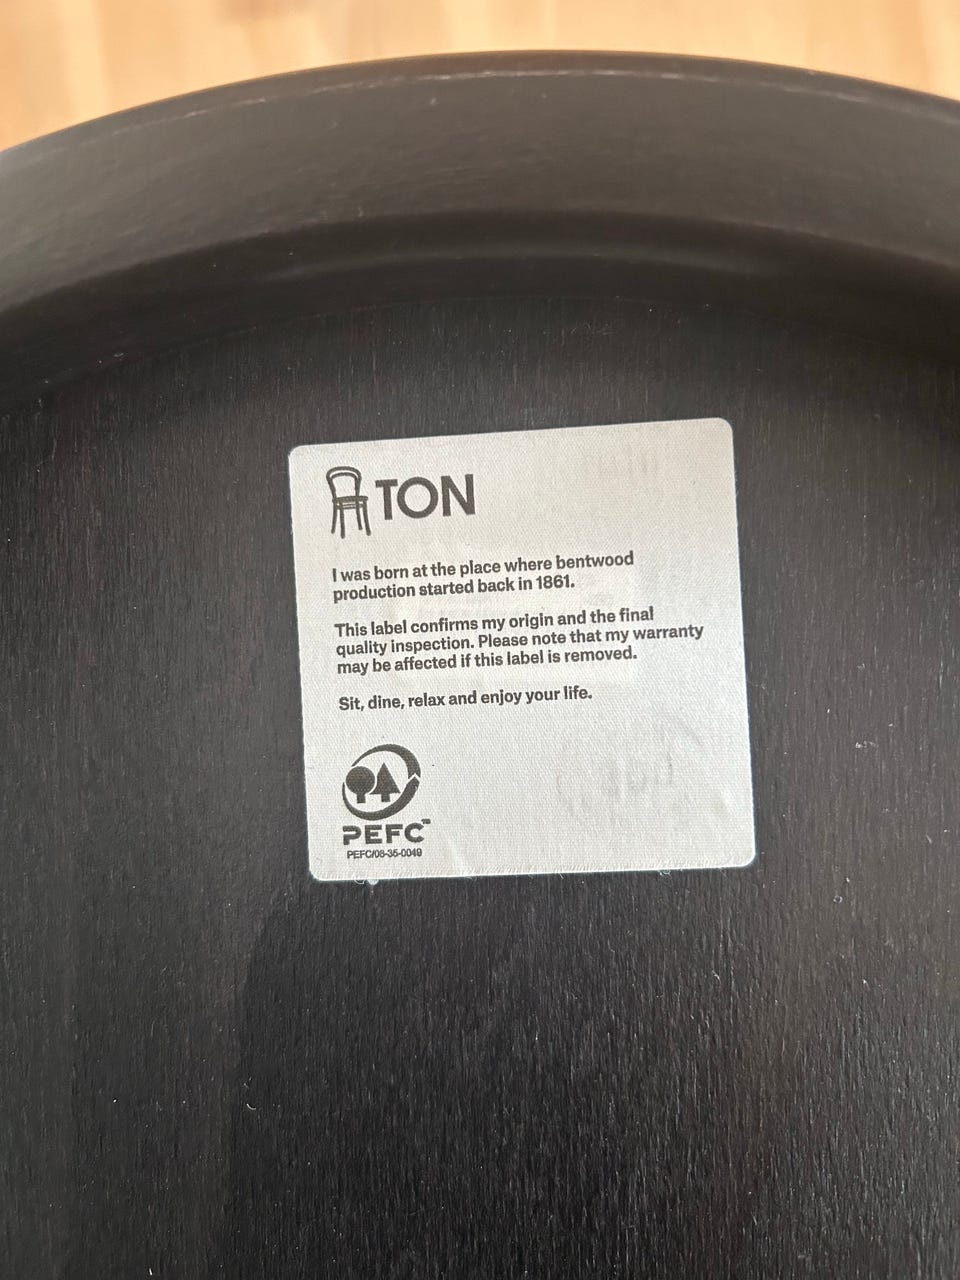 TON
I was born at the place where bentwood
production started back in 1861.
This label confirms my origin and the final
quality inspection. Please note that my warranty
may be affected if this label is removed.
Sit, dine, relax and enjoy your life.
PEFC™
PEFC/08-35-0049